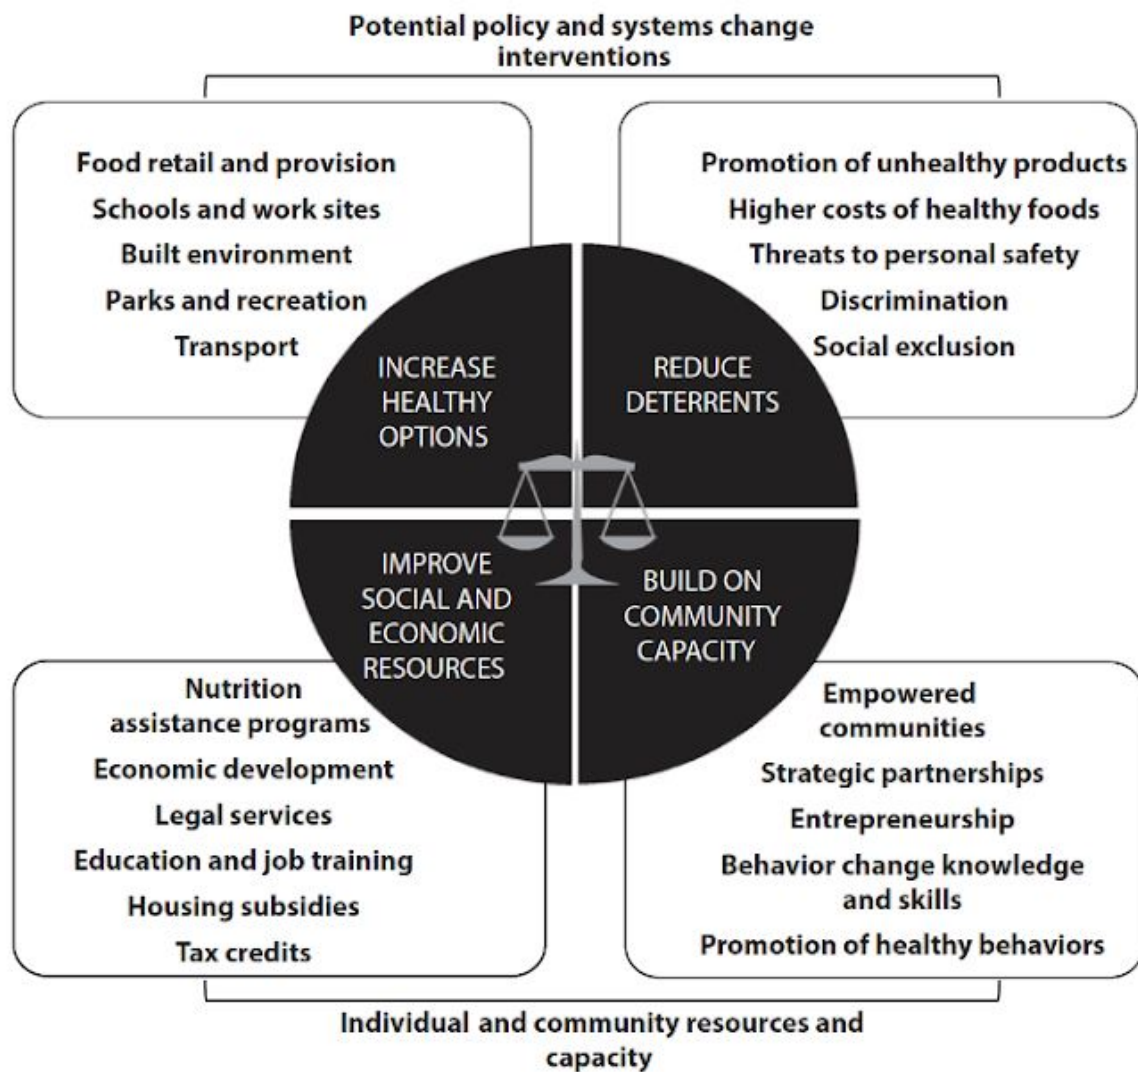 Potential policy and systems change
interventions
Food retail and provision
Schools and work sites
Built environment
Parks and recreation
Transport
Promotion of unhealthy products
Higher costs of healthy foods
Threats to personal safety
Discrimination
Social exclusion
INCREASE
HEALTHY
OPTIONS
REDUCE
DETERRENTS
IMPROVE
SOCIAL AND
ECONOMIC
RESOURCES
BUILD ON
COMMUNITY
CAPACITY
Nutrition
assistance programs
Economic development
Legal services
Education and job training
Housing subsidies
Tax credits
Empowered
communities
Strategic partnerships
Entrepreneurship
Behavior change knowledge
and skills
Promotion of healthy behaviors
Individual and community resources and
capacity